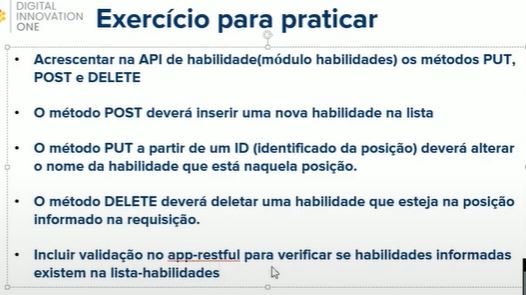 DIGITAL
INNOVATION
ONE
Exercício para praticar
• Acrescentar na API de habilidade(módulo habilidades) os métodos PUT,
POST e DELETE
• O método POST deverá inserir uma nova habilidade na lista
• O método PUT a partir de um ID (identificado da posição) deverá alterar
o nome da habilidade que está naquela posição.
• O método DELETE deverá deletar uma habilidade que esteja na posição
informado na requisição.
• Incluir validação no app-restful para verificar se habilidades informadas
existem na lista-habilidades